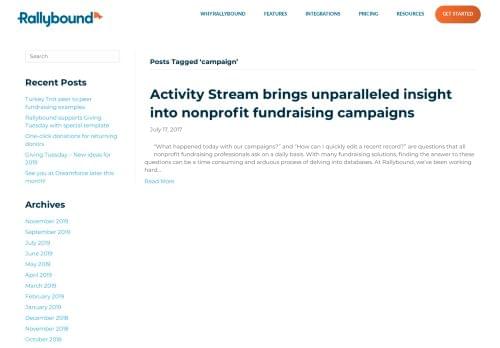 Rallybound
WHY RALLYBOUND
FEATURES
INTEGRATIONS
PRICING
RESOURCES
GET STARTED
Search
Recent Posts
Turkey Trot peer to peer
fundraising examples
Rallybound supports Giving
Tuesday with special template
One-click donations for returning
donors
Giving Tuesday – New ideas for
2019
See you at Dreamforce later this
month!
Archives
November 2019
September 2019
July 2019
June 2019
May 2019
April 2019
March 2019
February 2019
January 2019
December 2018
November 2018
October 2018
Posts Tagged ‘campaign’
Activity Stream brings unparalleled insight
into nonprofit fundraising campaigns
July 17, 2017
“What happened today with our campaigns?” and “How can I quickly edit a recent record?” are questions that all
nonprofit fundraising professionals ask on a daily basis. With many fundraising solutions, finding the answer to these
questions can be a time consuming and arduous process of delving into databases. At Rallybound, we've been working
hard...
Read More